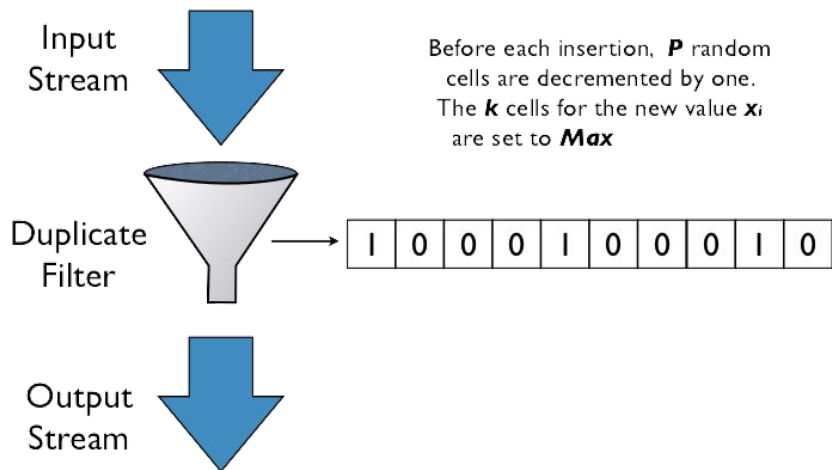 Input
Stream
Before each insertion, P random
cells are decremented by one.
The k cells for the new value xi
are set to Max
Duplicate
Filter
1 0 0 0 1 0 0 0 1 0
Output
Stream